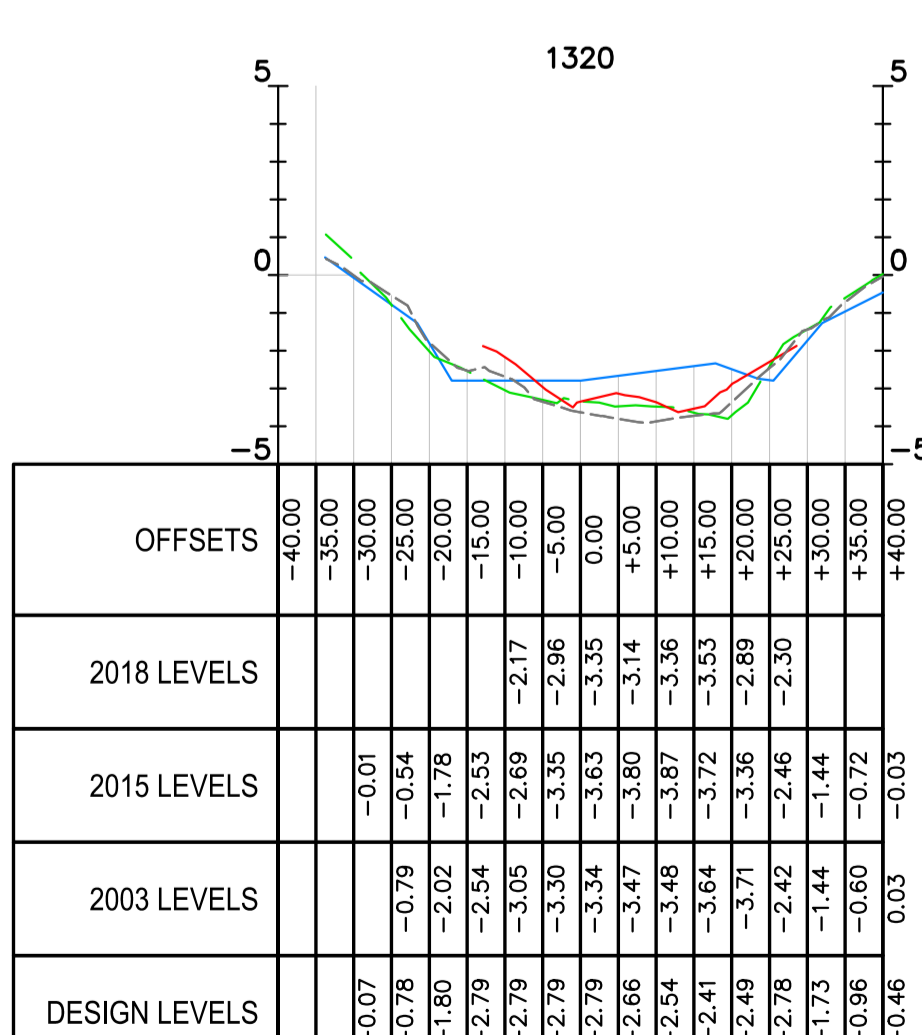 1320
5
5
0
0
-5
-5
OFFSETS -40.00 -35.00 -30.00 -25.00 -20.00 -15.00 -10.00 -5.00 0.00 +5.00 +10.00 +15.00 +20.00 +25.00 +30.00 +35.00 +40.00
2018 LEVELS -2.17 -2.96 -3.35 -3.14 -3.36 -3.53 -2.89 -2.30
2015 LEVELS -0.01 -0.54 -1.78 -2.53 -2.69 -3.35 -3.63 -3.80 -3.87 -3.72 -3.36 -2.46 -1.44 -0.72 -0.03
2003 LEVELS -0.79 -2.02 -2.54 -3.05 -3.30 -3.34 -3.47 -3.48 -3.64 -3.71 -2.42 -1.44 -0.60 0.03
DESIGN LEVELS -0.07 -0.78 -1.80 -2.79 -2.79 -2.79 -2.79 -2.66 -2.54 -2.41 -2.49 -2.78 -1.73 -0.96 -0.46